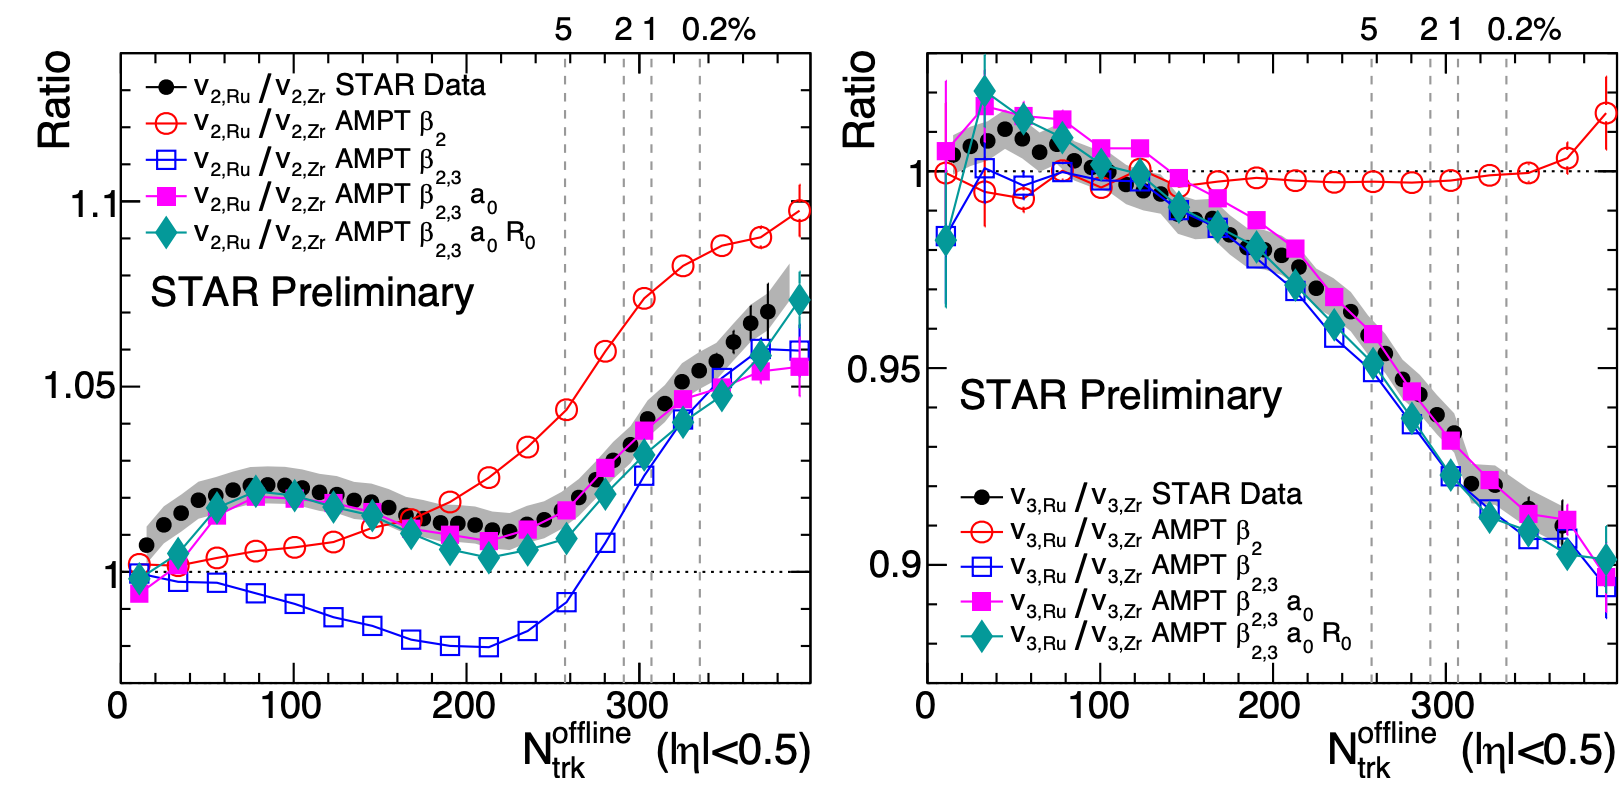 5 2 1 0.2%
Ratio
v2,Ru / v2,Zr STAR Data
v2,Ru / v2,Zr AMPT β2
v2,Ru / v2,Zr AMPT β2,3
v2,Ru / v2,Zr AMPT β2,3 a0
v2,Ru / v2,Zr AMPT β2,3 a0 R0
STAR Preliminary
1.1
1.05
1
0 100 200 300
N offline trk (|η|<0.5)
5 2 1 0.2%
Ratio
1
0.95
0.9
STAR Preliminary
v3,Ru / v3,Zr STAR Data
v3,Ru / v3,Zr AMPT β2
v3,Ru / v3,Zr AMPT β2,3
v3,Ru / v3,Zr AMPT β2,3 a0
v3,Ru / v3,Zr AMPT β2,3 a0 R0
0 100 200 300
N offline trk (|η|<0.5)